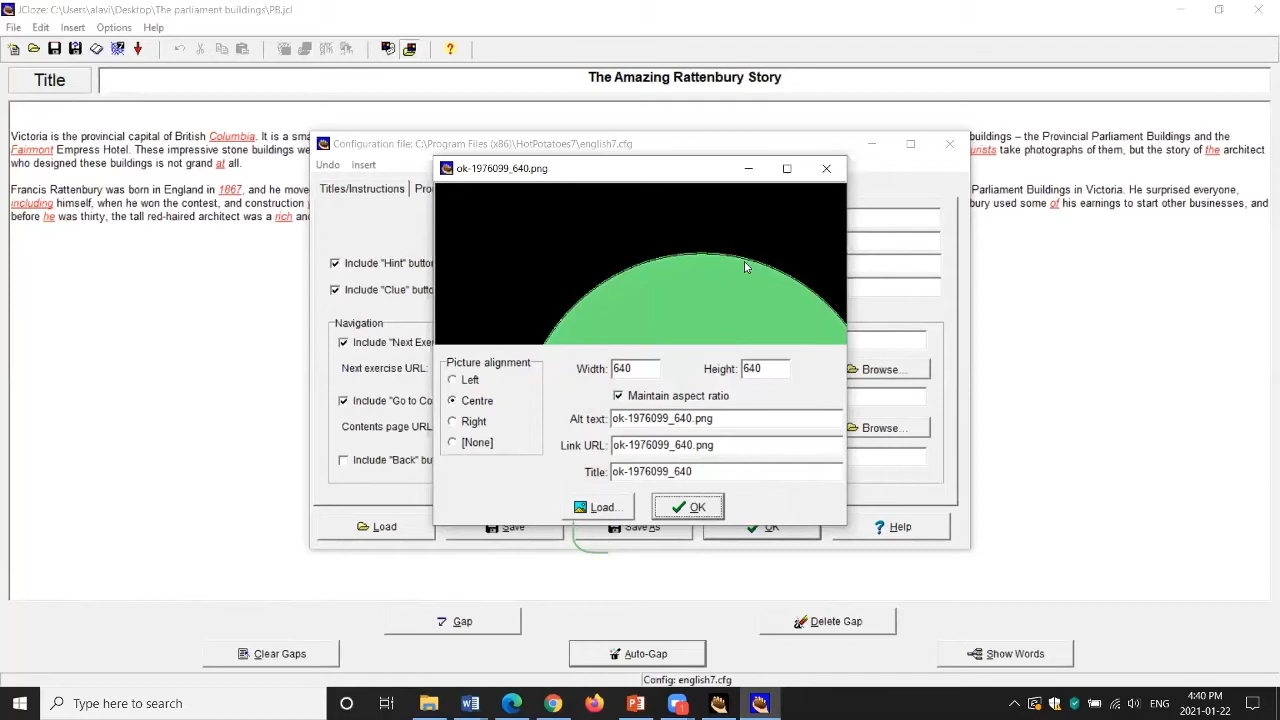 JCloze: C:\Users\alavi\Desktop\The parliament buildings\PB.jcl
File Edit Insert Options Help
Title
The Amazing Rattenbury Story
Victoria is the provincial capital of British Columbia. It is a sma
buildings – the Provincial Parliament Buildings and the
Fairmont Empress Hotel. These impressive stone buildings we
urists take photographs of them, but the story of the architect
who designed these buildings is not grand at all.
Francis Rattenbury was born in England in 1867, and he move
Parliament Buildings in Victoria. He surprised everyone,
including himself, when he won the contest, and construction
bury used some of his earnings to start other businesses, and
before he was thirty, the tall red-haired architect was a rich an
Configuration file: C:\Program Files (x86)\HotPotatoes7\english7.cfg
Undo Insert
Titles/Instructions Pro
Include "Hint" butto
Include "Clue" butto
Navigation
Include "Next Exer
Next exercise URL:
Browse...
Include "Go to Co
Contents page URL
Browse...
Include "Back" bu
Load Save Save As OK Help
ok-1976099_640.png
Picture alignment
Left
Centre
Right
[None]
Width: 640 Height: 640
Maintain aspect ratio
Alt text: ok-1976099_640.png
Link URL: ok-1976099_640.png
Title: ok-1976099_640
Load... OK
Gap Delete Gap
Clear Gaps Auto-Gap Show Words
Config: english7.cfg
Type here to search
ENG
4:40 PM
2021-01-22